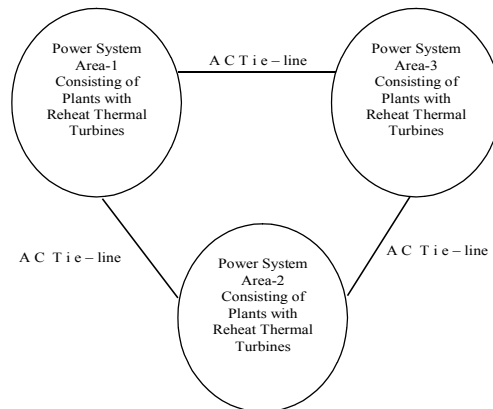 Power System
Area-1
Consisting of
Plants with
Reheat Thermal
Turbines
A C T i e – line
Power System
Area-3
Consisting of
Plants with
Reheat Thermal
Turbines
A C T i e – line
A C T i e – line
Power System
Area-2
Consisting of
Plants with
Reheat Thermal
Turbines